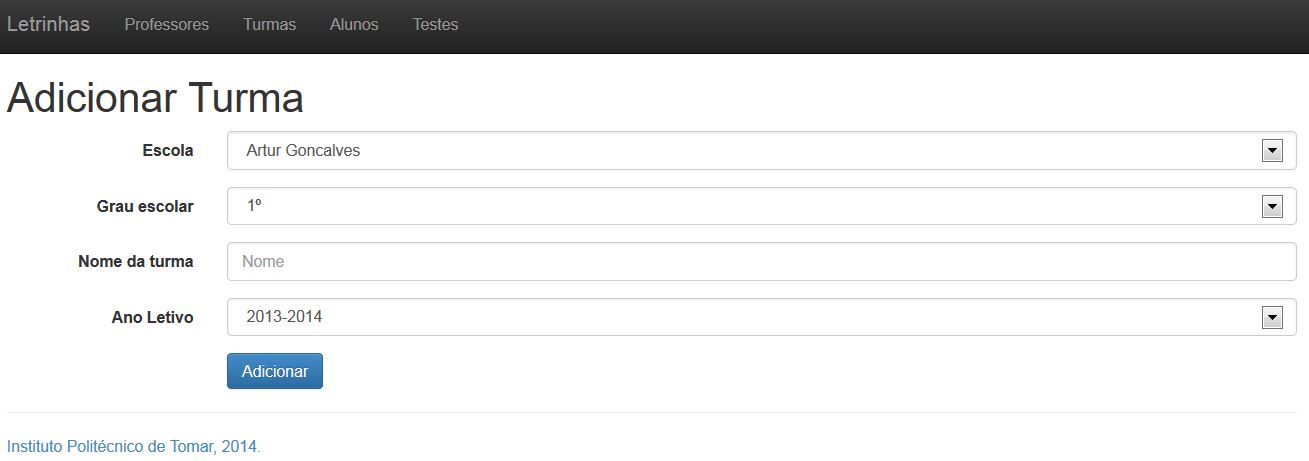 Letrinhas Professores Turmas Alunos Testes
Adicionar Turma
Escola Artur Goncalves
Grau escolar 1º
Nome da turma Nome
Ano Letivo 2013-2014
Adicionar
Instituto Politécnico de Tomar, 2014.